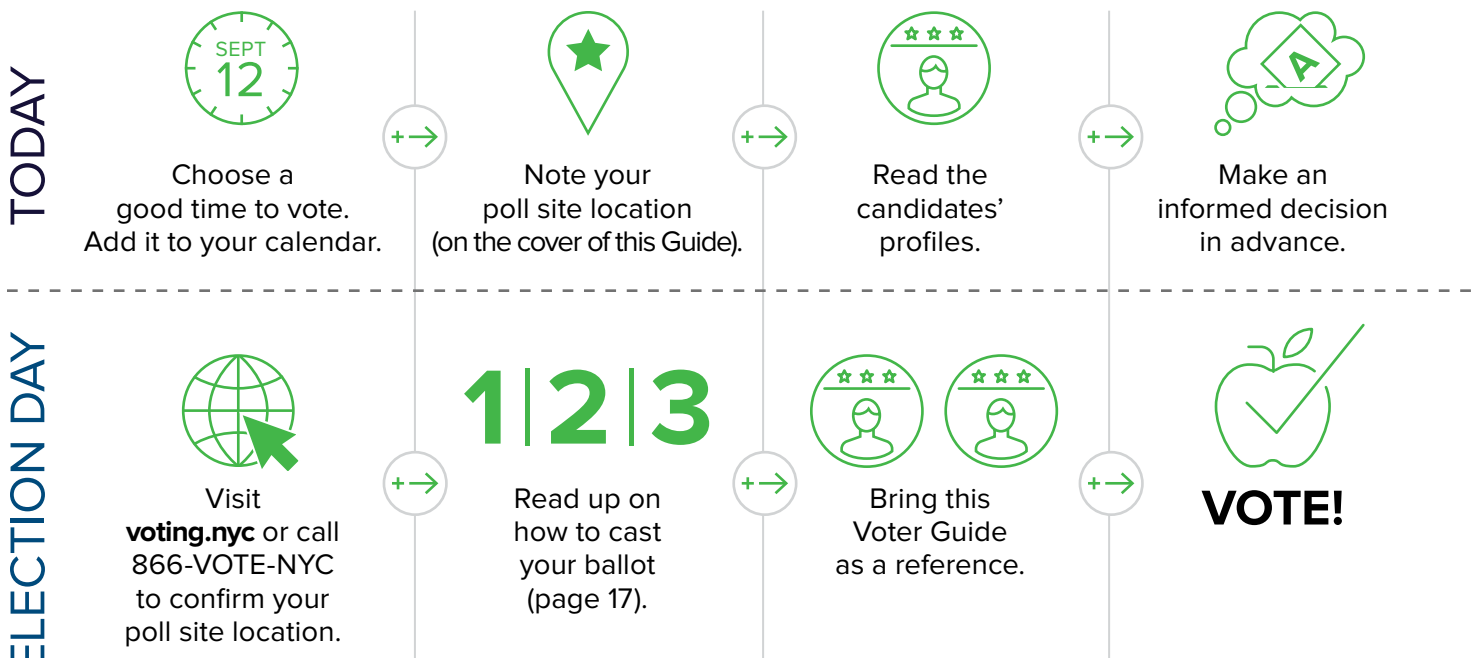 TODAY
SEPT
12
Choose a
good time to vote.
Add it to your calendar.
Note your
poll site location
(on the cover of this Guide).
Read the
candidates’
profiles.
A
Make an
informed decision
in advance.
ELECTION DAY
Visit
voting.nyc or call
866-VOTE-NYC
to confirm your
poll site location.
1|2|3
Read up on
how to cast
your ballot
(page 17).
Bring this
Voter Guide
as a reference.
VOTE!